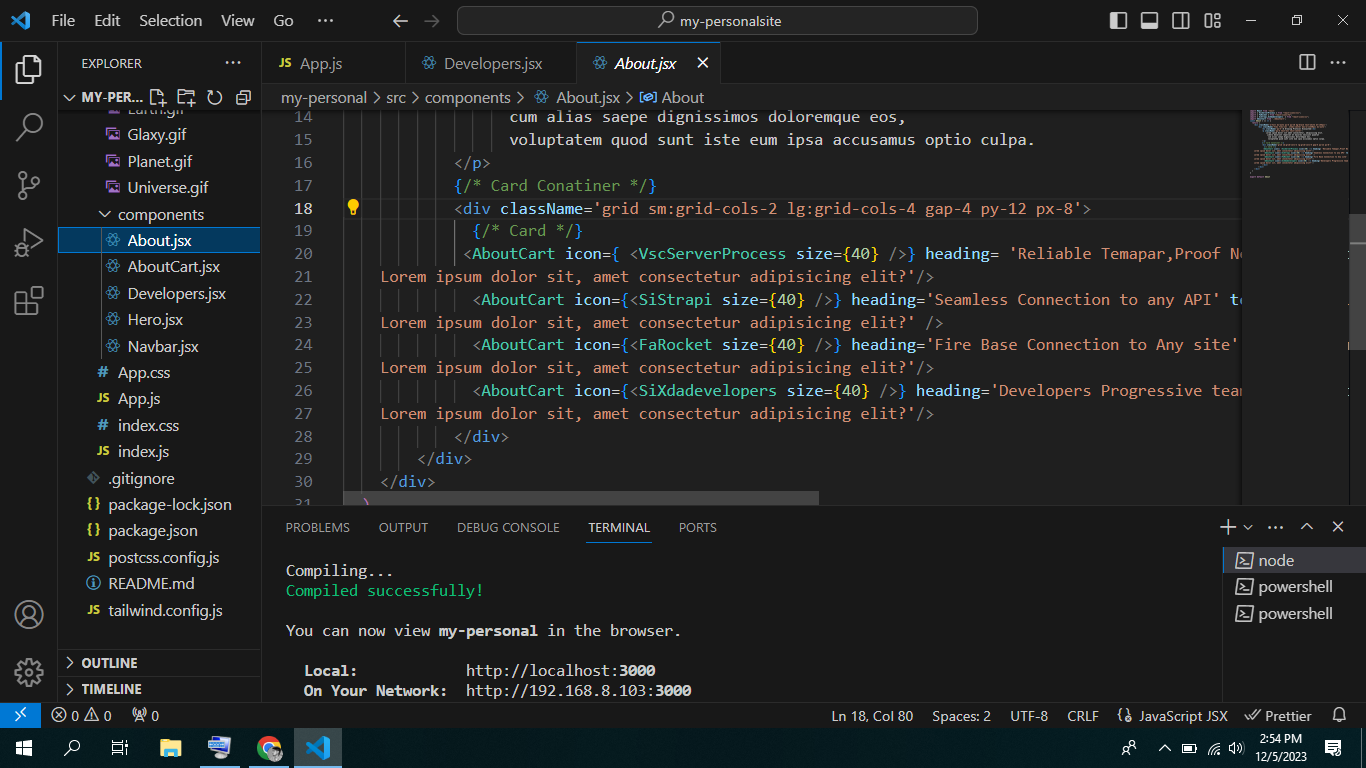 File Edit Selection View Go ··· my-personalsite
EXPLORER
MY-PER...
Earth.gif
Glaxy.gif
Planet.gif
Universe.gif
components
About.jsx
AboutCart.jsx
Developers.jsx
Hero.jsx
Navbar.jsx
App.css
App.js
index.css
index.js
.gitignore
package-lock.json
package.json
postcss.config.js
README.md
tailwind.config.js
OUTLINE
TIMELINE
App.js Developers.jsx About.jsx
my-personal > src > components > About.jsx > About
14 cum alias saepe dignissimos doloremque eos,
15 voluptatem quod sunt iste eum ipsa accusamus optio culpa.
16 </p>
17 {/* Card Conatiner */}
18 <div className='grid sm:grid-cols-2 lg:grid-cols-4 gap-4 py-12 px-8'>
19 {/* Card */}
20 <AboutCart icon={ <VscServerProcess size={40} />} heading= 'Reliable Temapar,Proof
21 Lorem ipsum dolor sit, amet consectetur adipisicing elit?'/>
22 <AboutCart icon={<SiStrapi size={40} />} heading='Seamless Connection to any API'
23 Lorem ipsum dolor sit, amet consectetur adipisicing elit?' />
24 <AboutCart icon={<FaRocket size={40} />} heading='Fire Base Connection to Any site'
25 Lorem ipsum dolor sit, amet consectetur adipisicing elit?'/>
26 <AboutCart icon={<SiXdadevelopers size={40} />} heading='Developers Progressive
27 Lorem ipsum dolor sit, amet consectetur adipisicing elit?'/>
28 </div>
29 </div>
30 </div>
31 )
PROBLEMS OUTPUT DEBUG CONSOLE TERMINAL PORTS
Compiling...
Compiled successfully!
You can now view my-personal in the browser.
Local: http://localhost:3000
On Your Network: http://192.168.8.103:3000
node
powershell
powershell
0 0 0 Ln 18, Col 80 Spaces: 2 UTF-8 CRLF JavaScript JSX Prettier
2:54 PM
12/5/2023